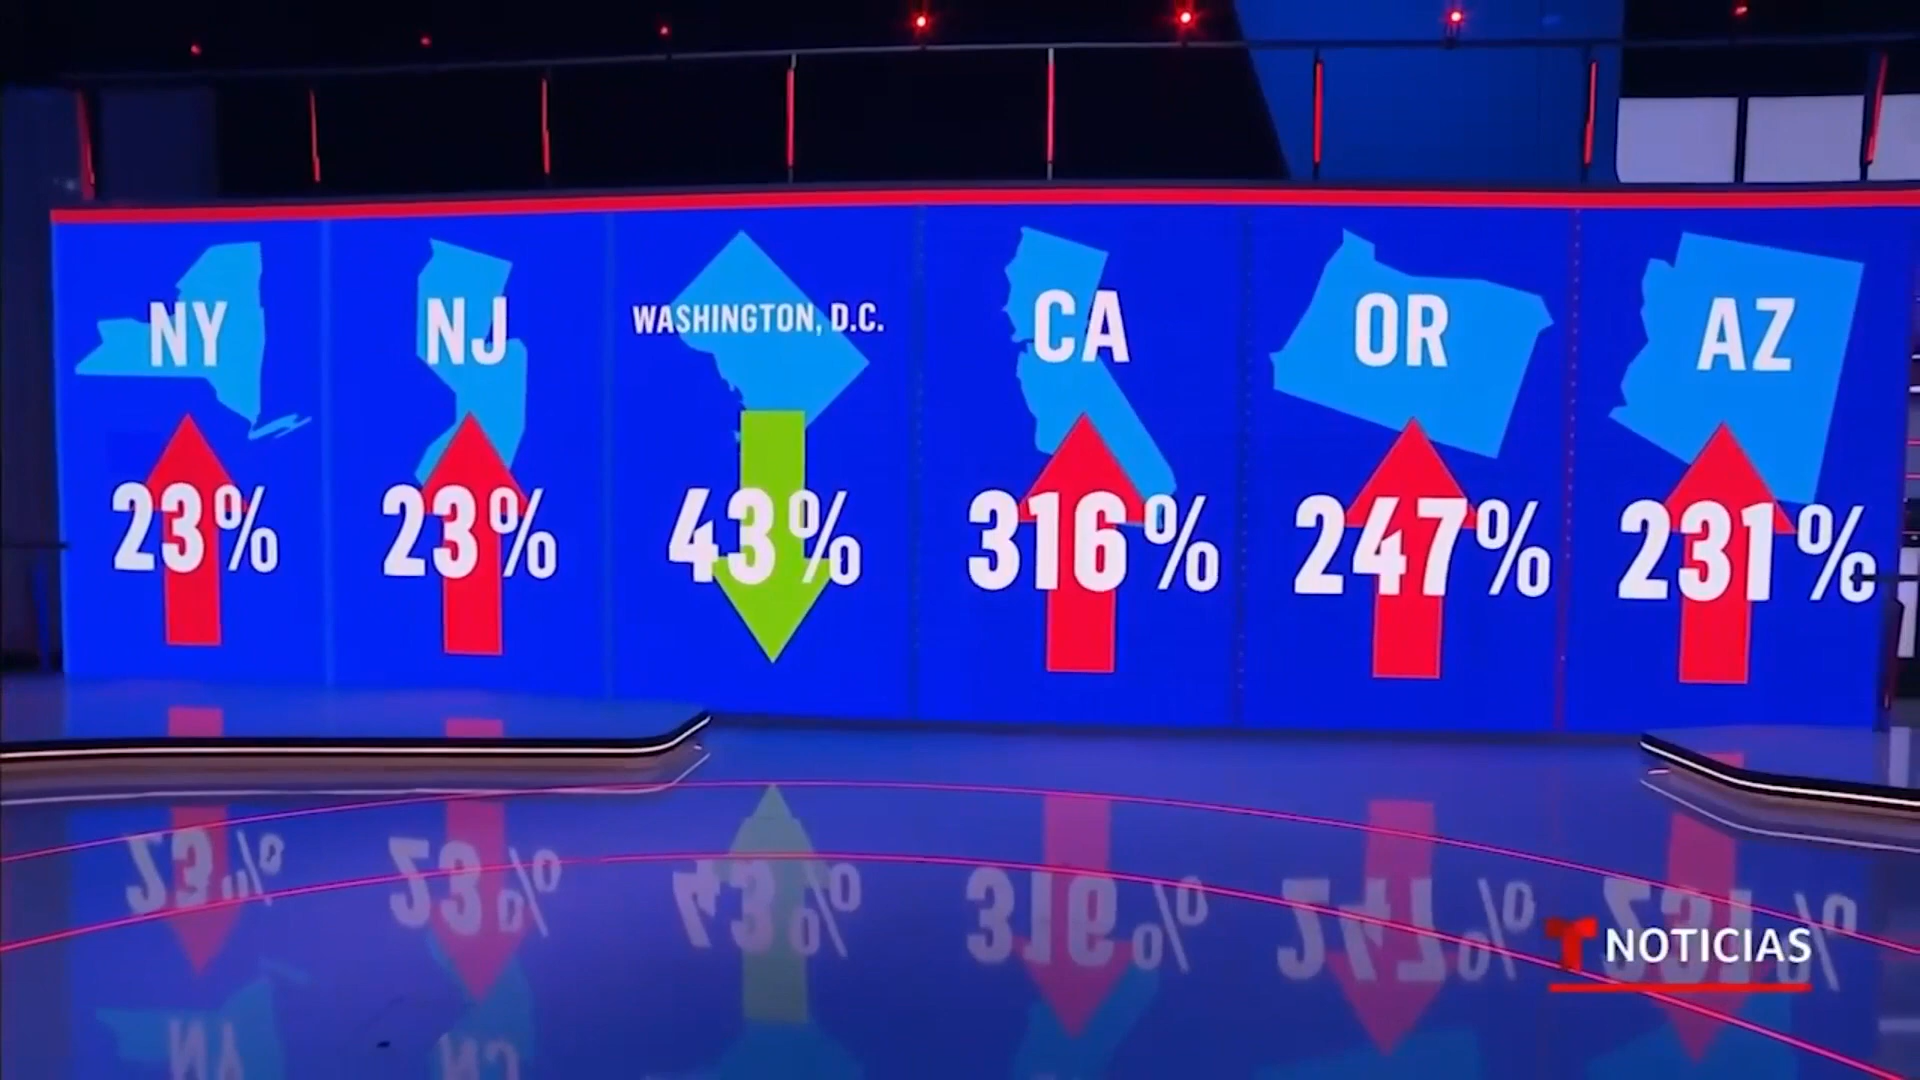 NY
NJ
WASHINGTON, D.C.
CA
OR
AZ
23%
23%
43%
316%
247%
231%
NOTICIAS